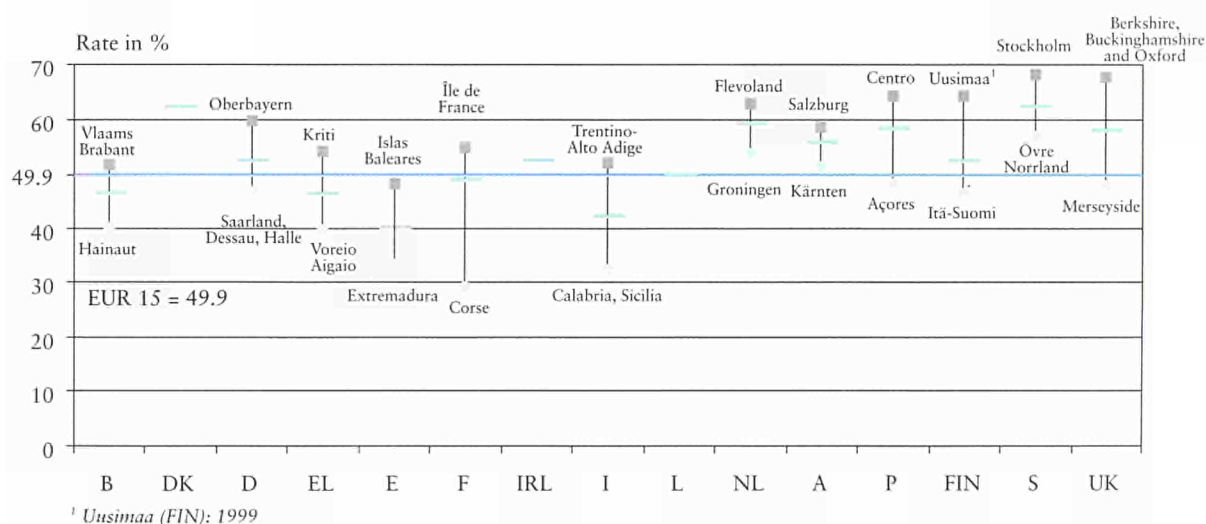 Rate in %
70
60
49.9
40
30
20
10
0
Vlaams
Brabant
Hainaut
Oberbayern
Saarland,
Dessau, Halle
Kriti
Voreio
Aigaio
Islas
Baleares
Extremadura
Île de
France
Corse
Trentino-
Alto Adige
Calabria, Sicilia
Flevoland
Groningen
Salzburg
Kärnten
Centro
Açores
Uusimaa¹
Itä-Suomi
Stockholm
Övre
Norrland
Berkshire,
Buckinghamshire
and Oxford
Merseyside
EUR 15 = 49.9
B DK D EL E F IRL I L NL A P FIN S UK
¹ Uusimaa (FIN): 1999